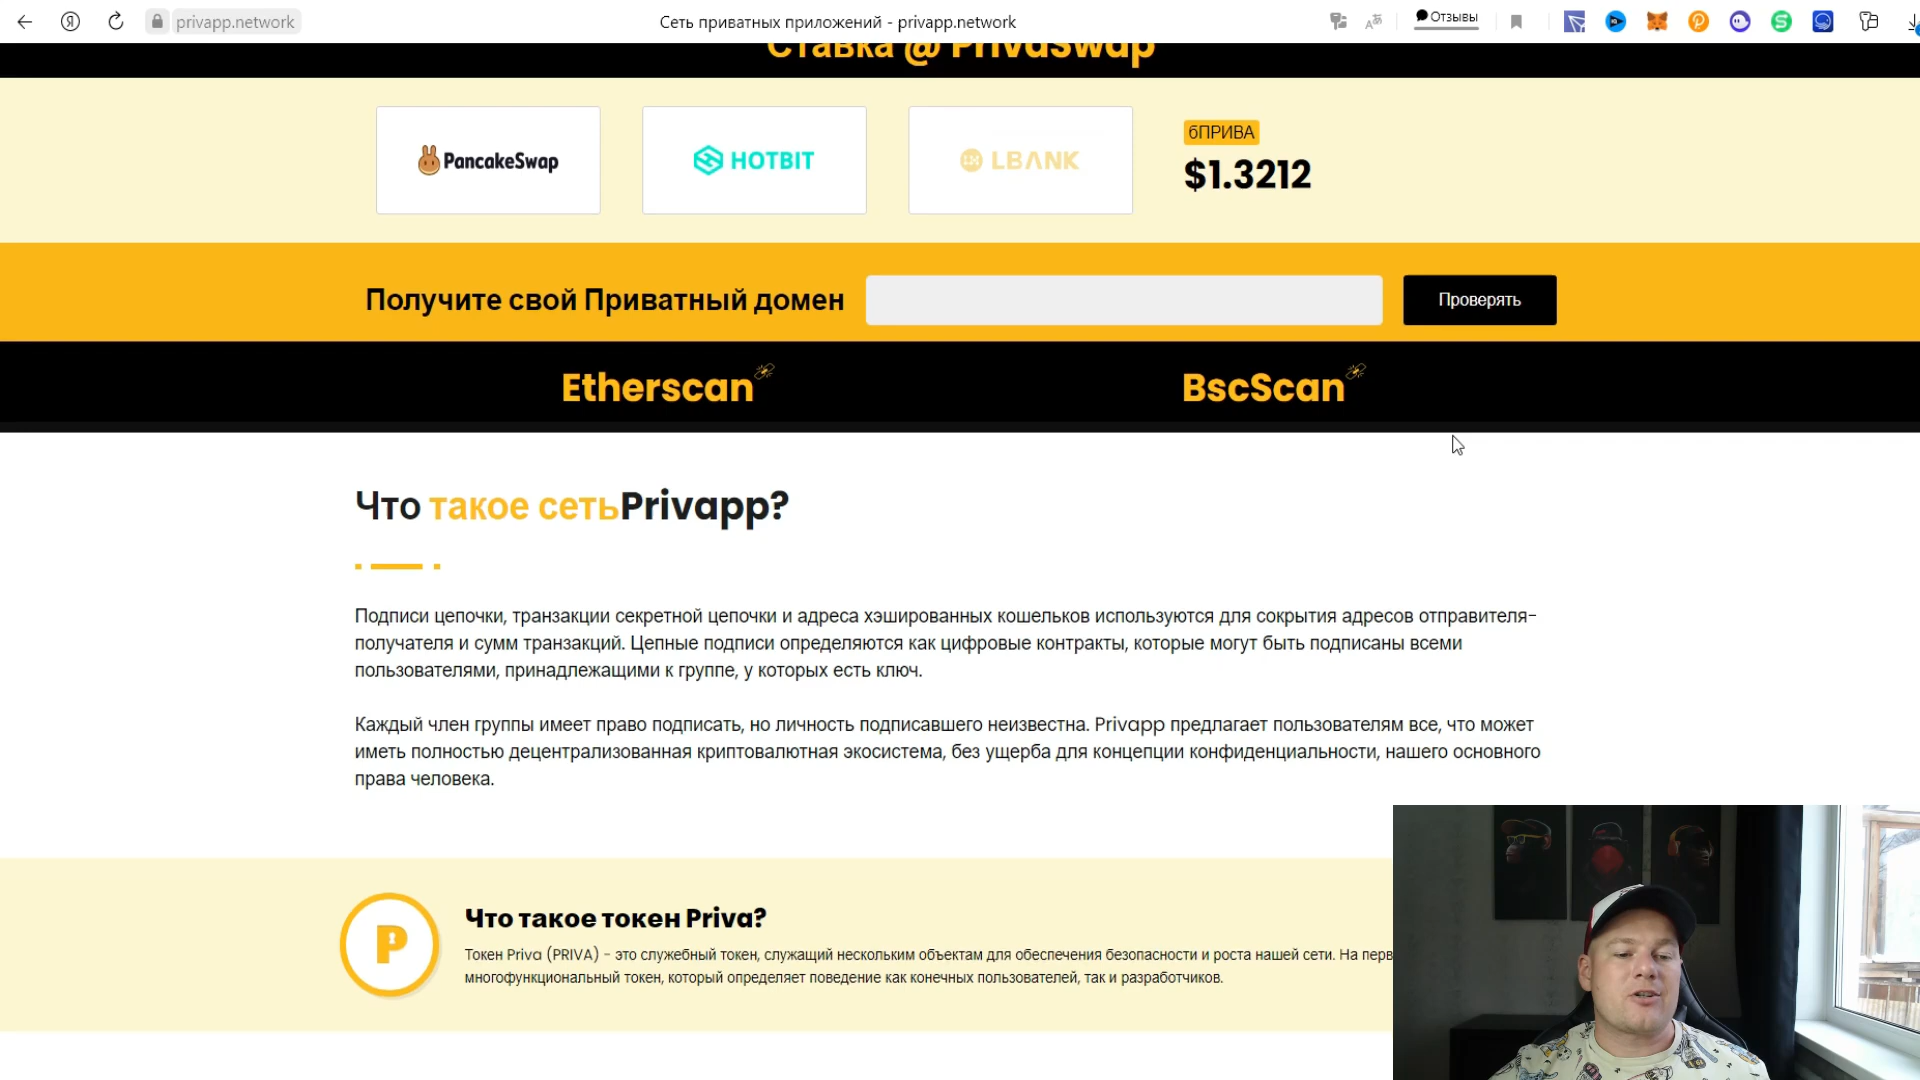 privapp.network
Сеть приватных приложений - privapp.network
Отзывы
Ставка @ PrivaSwap
PancakeSwap
HOTBIT
LBANK
бПРИВА
$1.3212
Получите свой Приватный домен
Проверять
Etherscan
BscScan
Что такое сетьPrivapp?
Подписи цепочки, транзакции секретной цепочки и адреса хэшированных кошельков используются для сокрытия адресов отправителя-
получателя и сумм транзакций. Цепные подписи определяются как цифровые контракты, которые могут быть подписаны всеми
пользователями, принадлежащими к группе, у которых есть ключ.
Каждый член группы имеет право подписать, но личность подписавшего неизвестна. Privapp предлагает пользователям все, что может
иметь полностью децентрализованная криптовалютная экосистема, без ущерба для концепции конфиденциальности, нашего основного
права человека.
Что такое токен Priva?
Токен Priva (PRIVA) - это служебный токен, служащий нескольким объектам для обеспечения безопасности и роста нашей сети. На перв
многофункциональный токен, который определяет поведение как конечных пользователей, так и разработчиков.